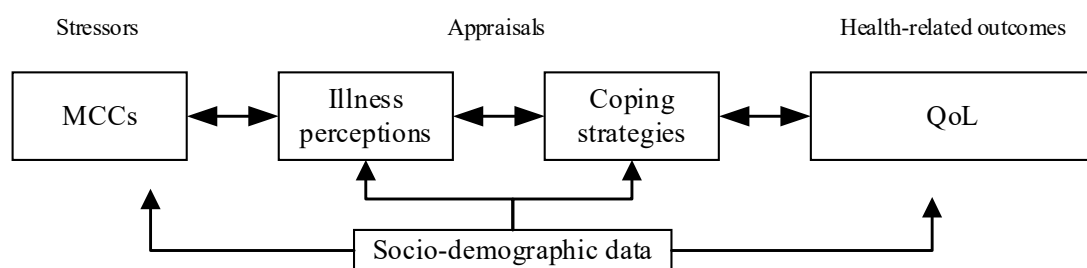 Stressors
Appraisals
Health-related outcomes
MCCs
Illness
perceptions
Coping
strategies
QoL
Socio-demographic data